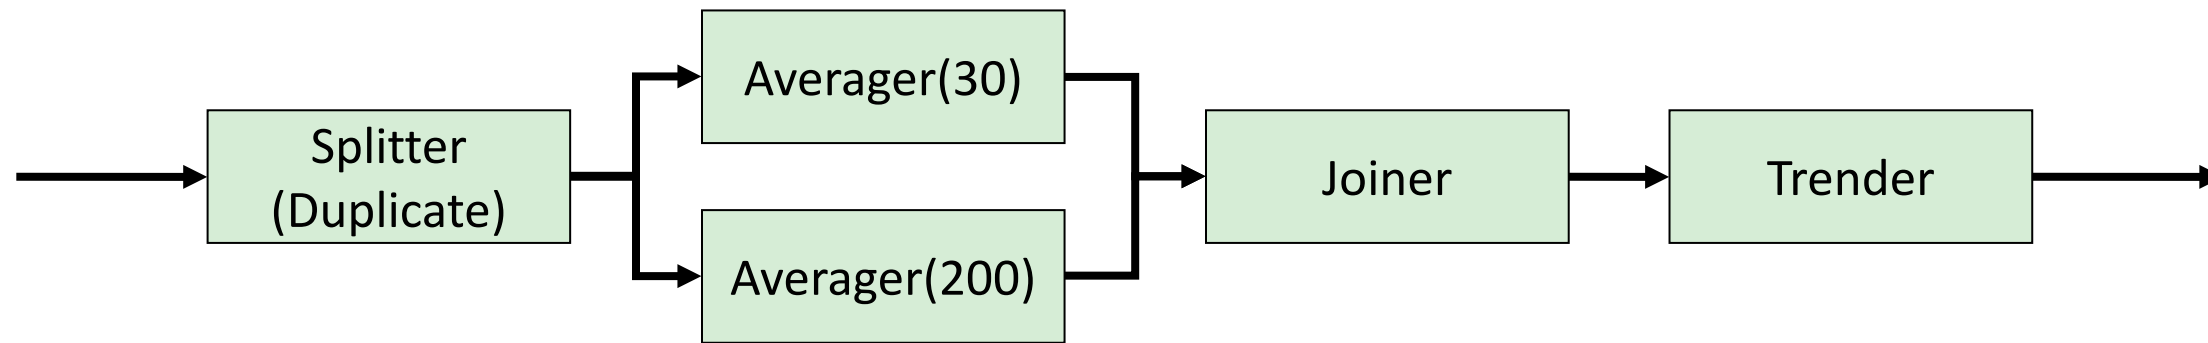 Splitter
(Duplicate)
Averager(30)
Averager(200)
Joiner
Trender